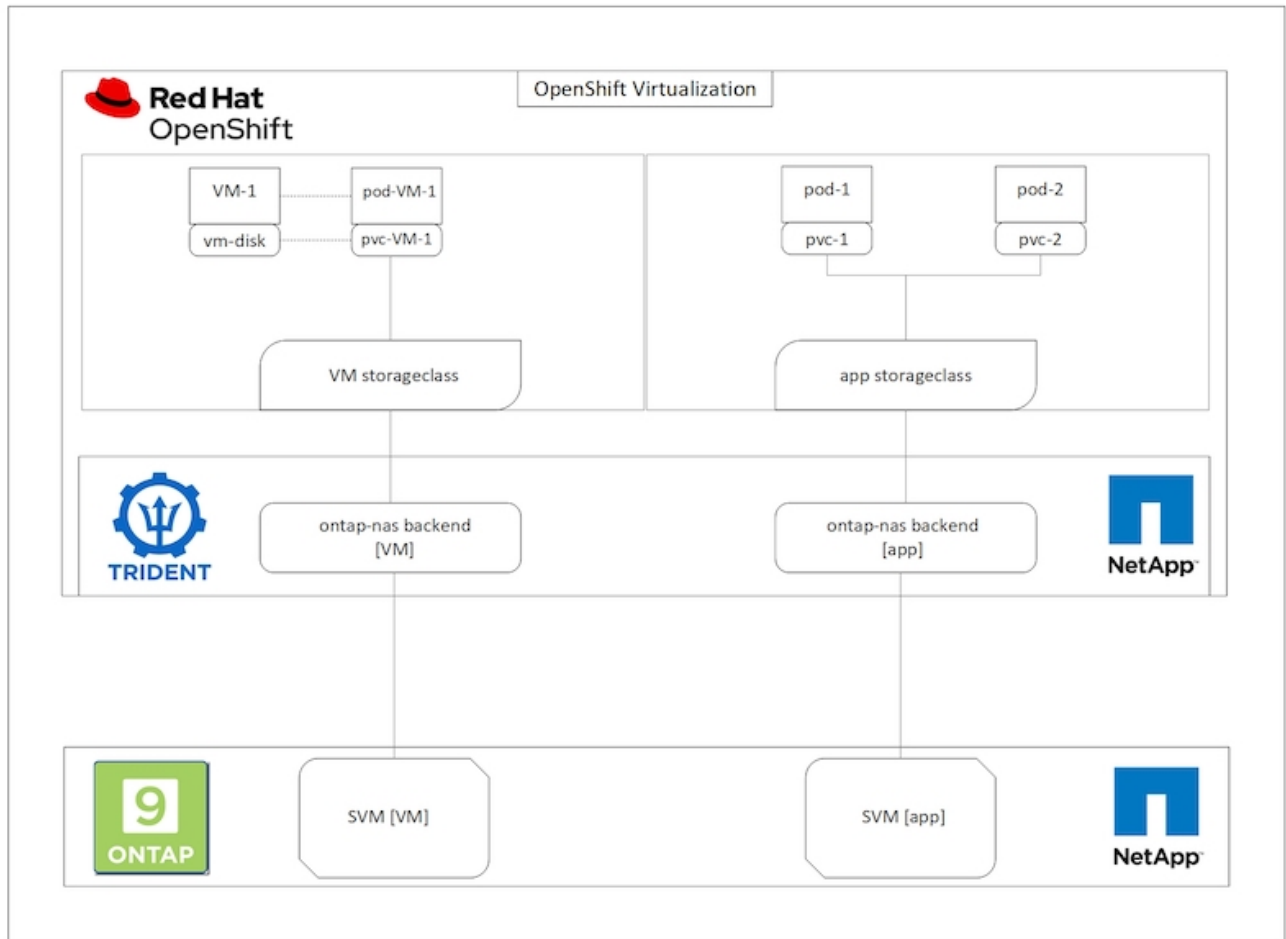 OpenShift Virtualization
Red Hat
OpenShift
VM-1
pod-VM-1
vm-disk
pvc-VM-1
pod-1
pod-2
pvc-1
pvc-2
VM storageclass
app storageclass
TRIDENT
ontap-nas backend
[VM]
ontap-nas backend
[app]
NetApp™
9
ONTAP
SVM [VM]
SVM [app]
NetApp™